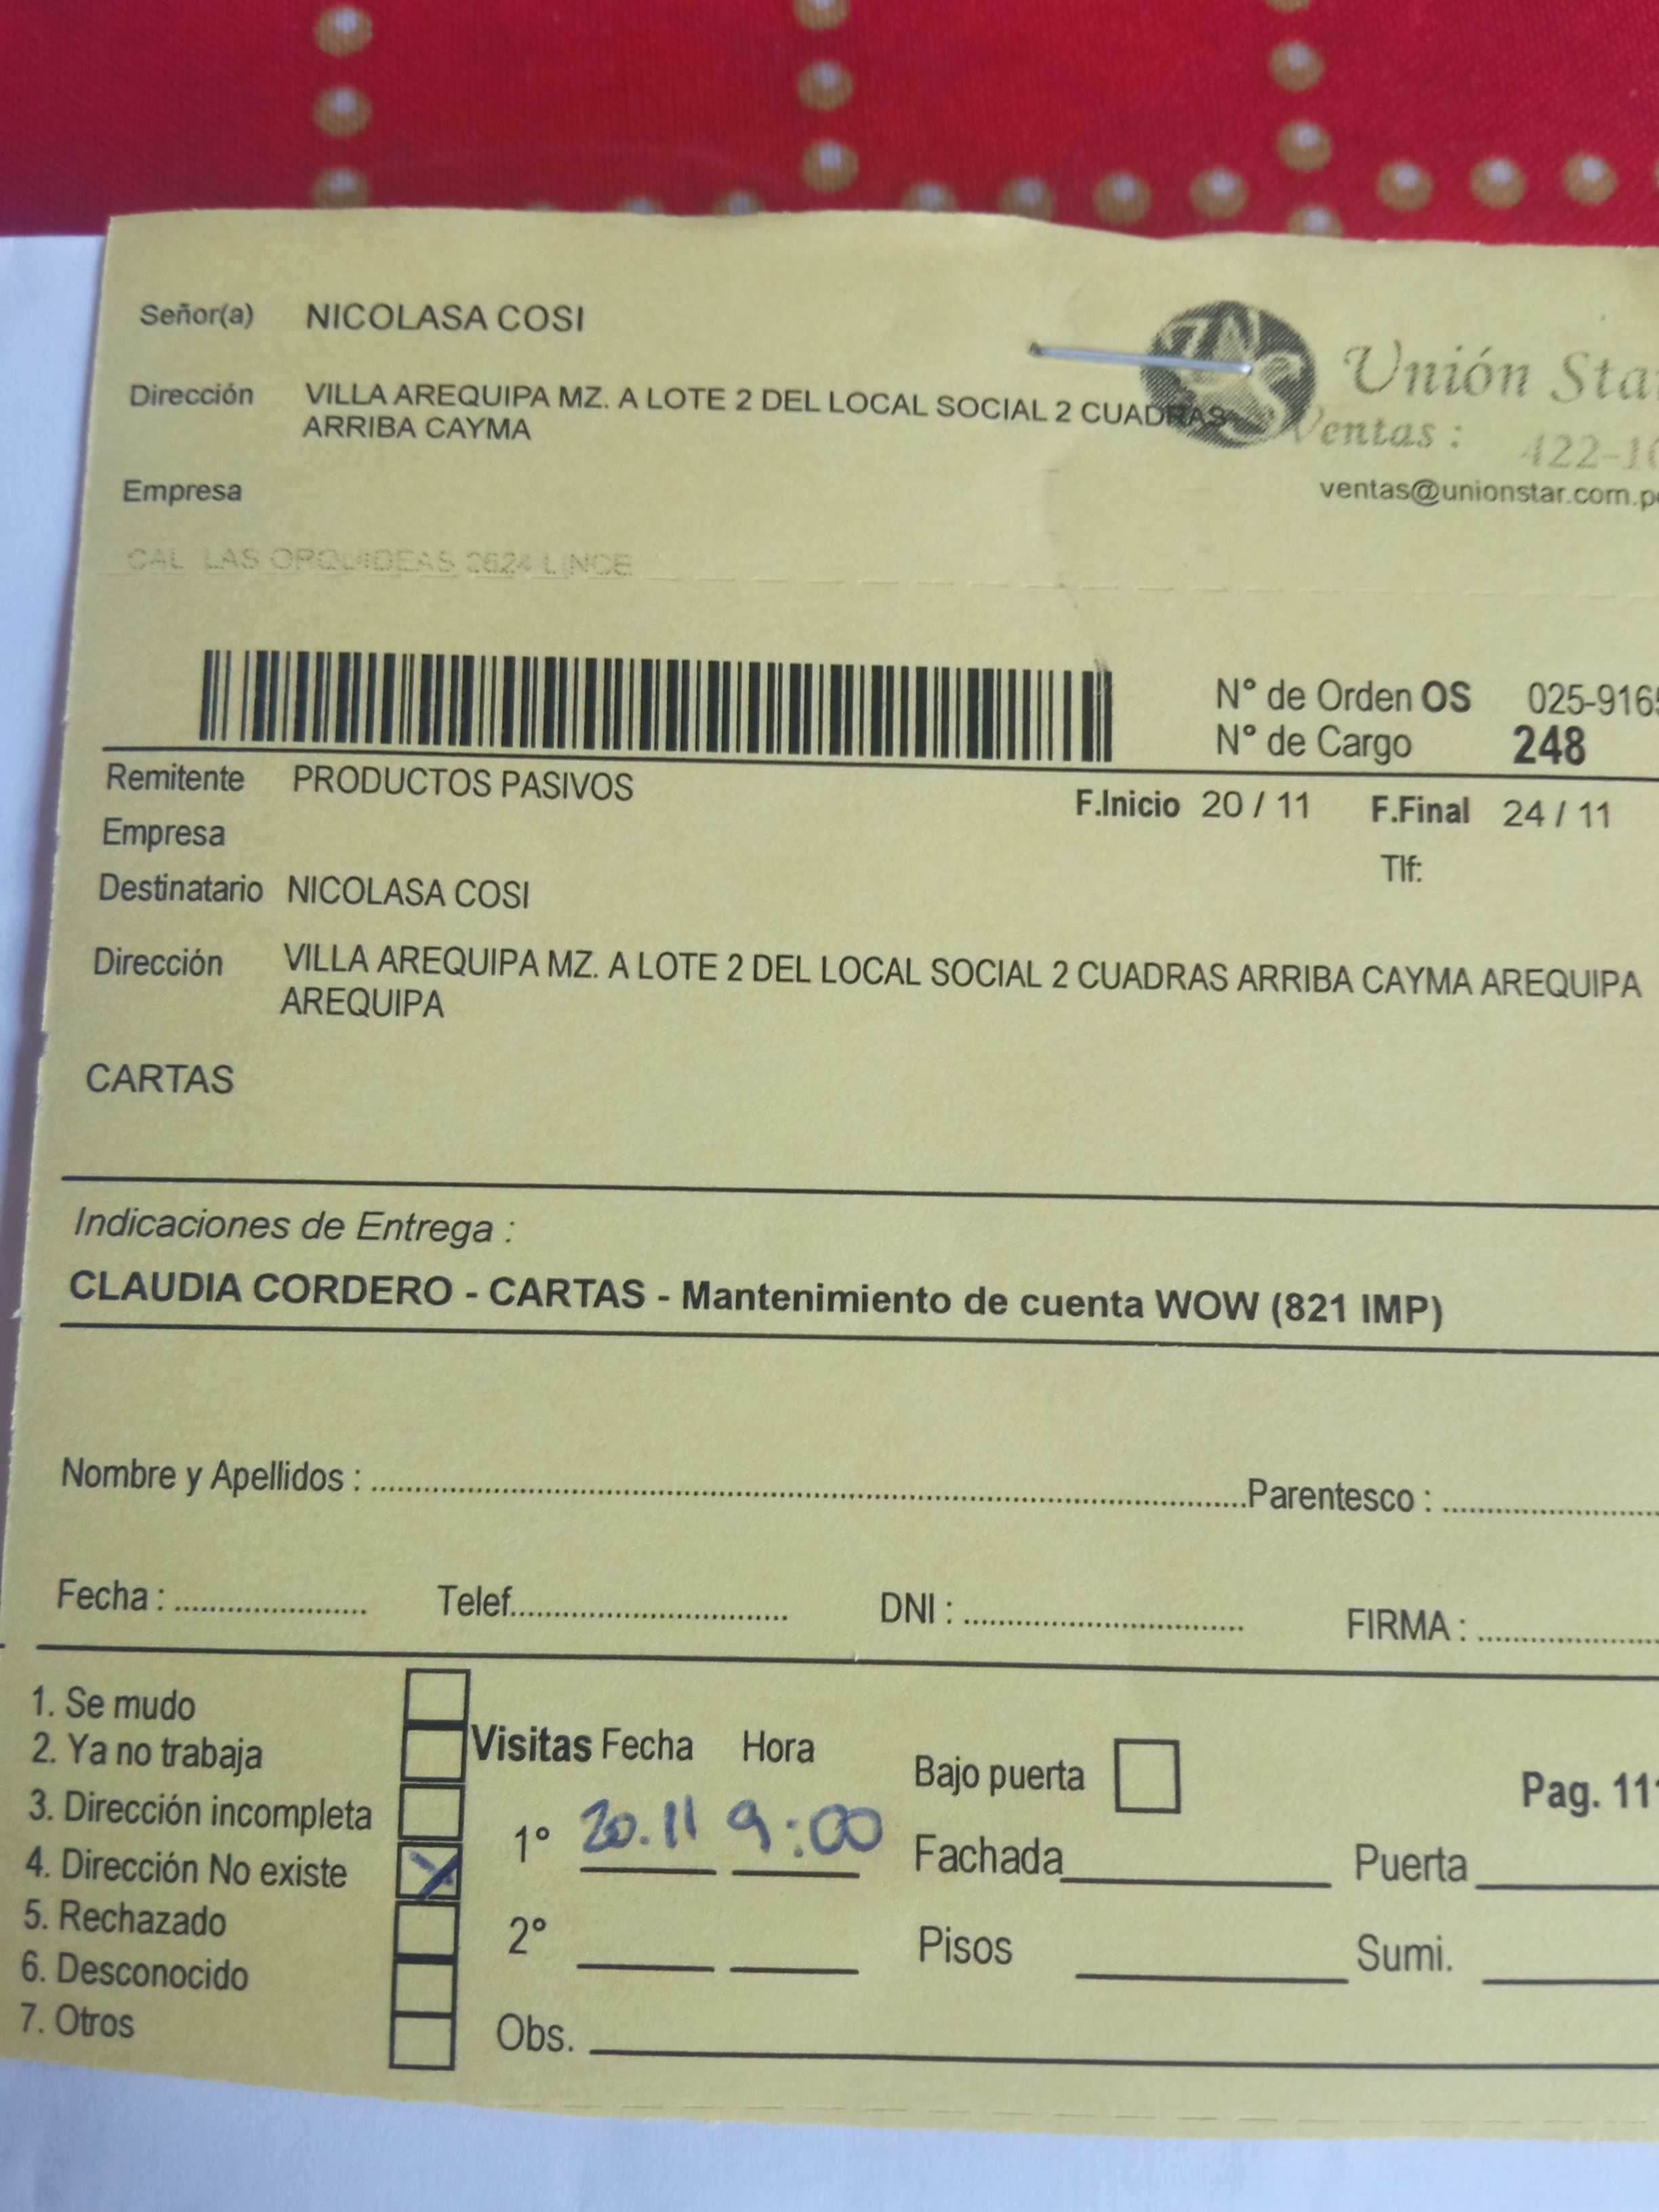 Señor(a) NICOLASA COSI
Dirección VILLA AREQUIPA MZ. A LOTE 2 DEL LOCAL SOCIAL 2 CUADRAS
ARRIBA CAYMA
Unión Star
Ventas : 422-10
ventas@unionstar.com.pe
Empresa
CAL LAS ORQUIDEAS 2624 LINCE
N° de Orden OS 025-9165
N° de Cargo 248
Remitente PRODUCTOS PASIVOS
F.Inicio 20 / 11 F.Final 24 / 11
Empresa
Tlf:
Destinatario NICOLASA COSI
Dirección VILLA AREQUIPA MZ. A LOTE 2 DEL LOCAL SOCIAL 2 CUADRAS ARRIBA CAYMA AREQUIPA
AREQUIPA
CARTAS
Indicaciones de Entrega :
CLAUDIA CORDERO - CARTAS - Mantenimiento de cuenta WOW (821 IMP)
Nombre y Apellidos : Parentesco :
Fecha : Telef. DNI : FIRMA :
1. Se mudo
2. Ya no trabaja
3. Dirección incompleta
4. Dirección No existe
5. Rechazado
6. Desconocido
7. Otros
Visitas Fecha Hora
1° 20.11 9:00
2°
Obs.
Bajo puerta
Pag. 11
Fachada Puerta
Pisos Sumi.